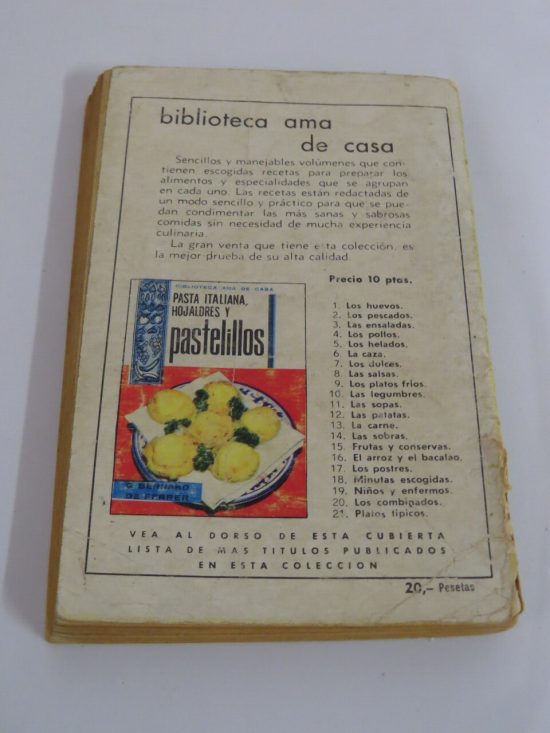 biblioteca ama
de casa
Sencillos y manejables volúmenes que con-
tienen escogidas recetas para preparar los
alimentos y especialidades que se agrupan
en cada uno. Las recetas están redactadas de
un modo sencillo y práctico para que se pue-
dan condimentar las más sanas y sabrosas
comidas sin necesidad de mucha experiencia
culinaria.
La gran venta que tiene esta colección, es
la mejor prueba de su alta calidad.
Precio 10 ptas.
BIBLIOTECA AMA DE CASA
PASTA ITALIANA,
HOJALDRES Y
pastelillos
G. BERNARD
DE FERRER
1. Los huevos.
2. Los pescados.
3. Las ensaladas.
4. Los pollos.
5. Los helados.
6. La caza.
7. Los dulces.
8. Las salsas.
9. Los platos fríos.
10. Las legumbres.
11. Las sopas.
12. Las patatas.
13. La carne.
14. Las sobras.
15. Frutas y conservas.
16. El arroz y el bacalao.
17. Los postres.
18. Minutas escogidas.
19. Niños y enfermos.
20. Los combinados.
21. Platos típicos.
VEA AL DORSO DE ESTA CUBIERTA
LISTA DE MAS TITULOS PUBLICADOS
EN ESTA COLECCION
20,- Pesetas